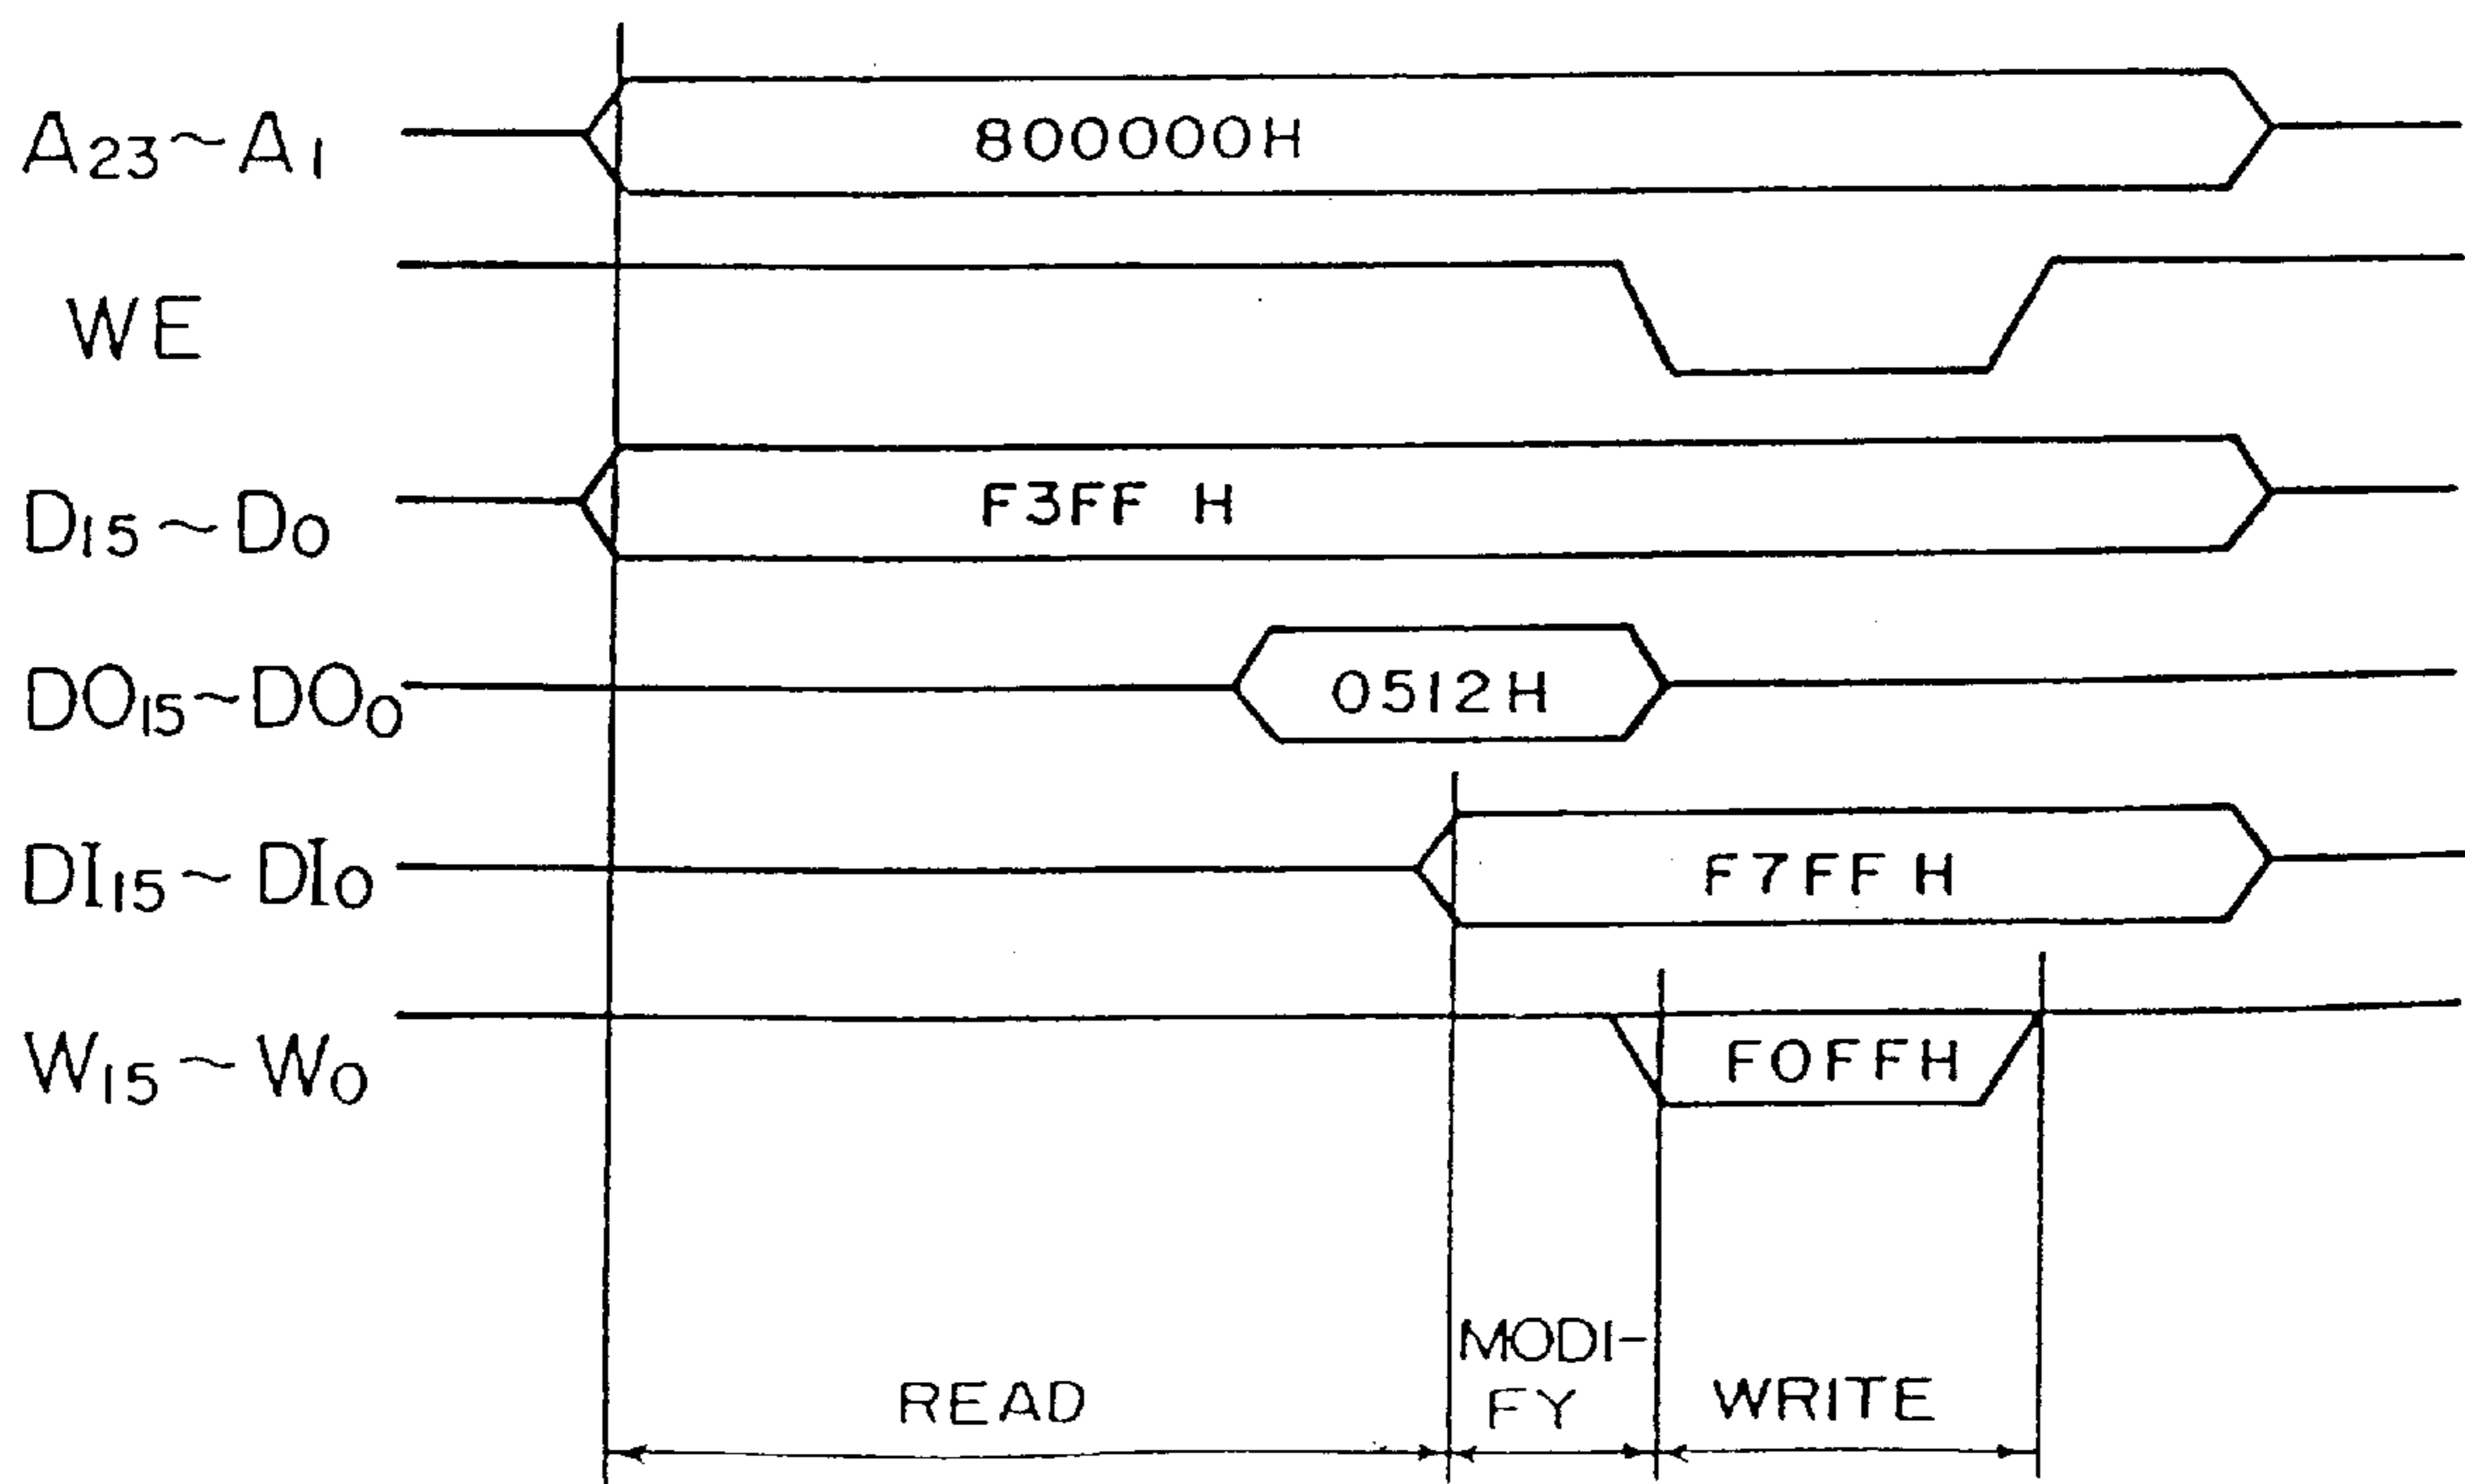 A23~A1 800000H
WE
D15~D0 F3FF H
DO15~DO0 0512H
DI15~DI0 F7FF H
W15~W0 F0FFH
READ MODI-
FY WRITE